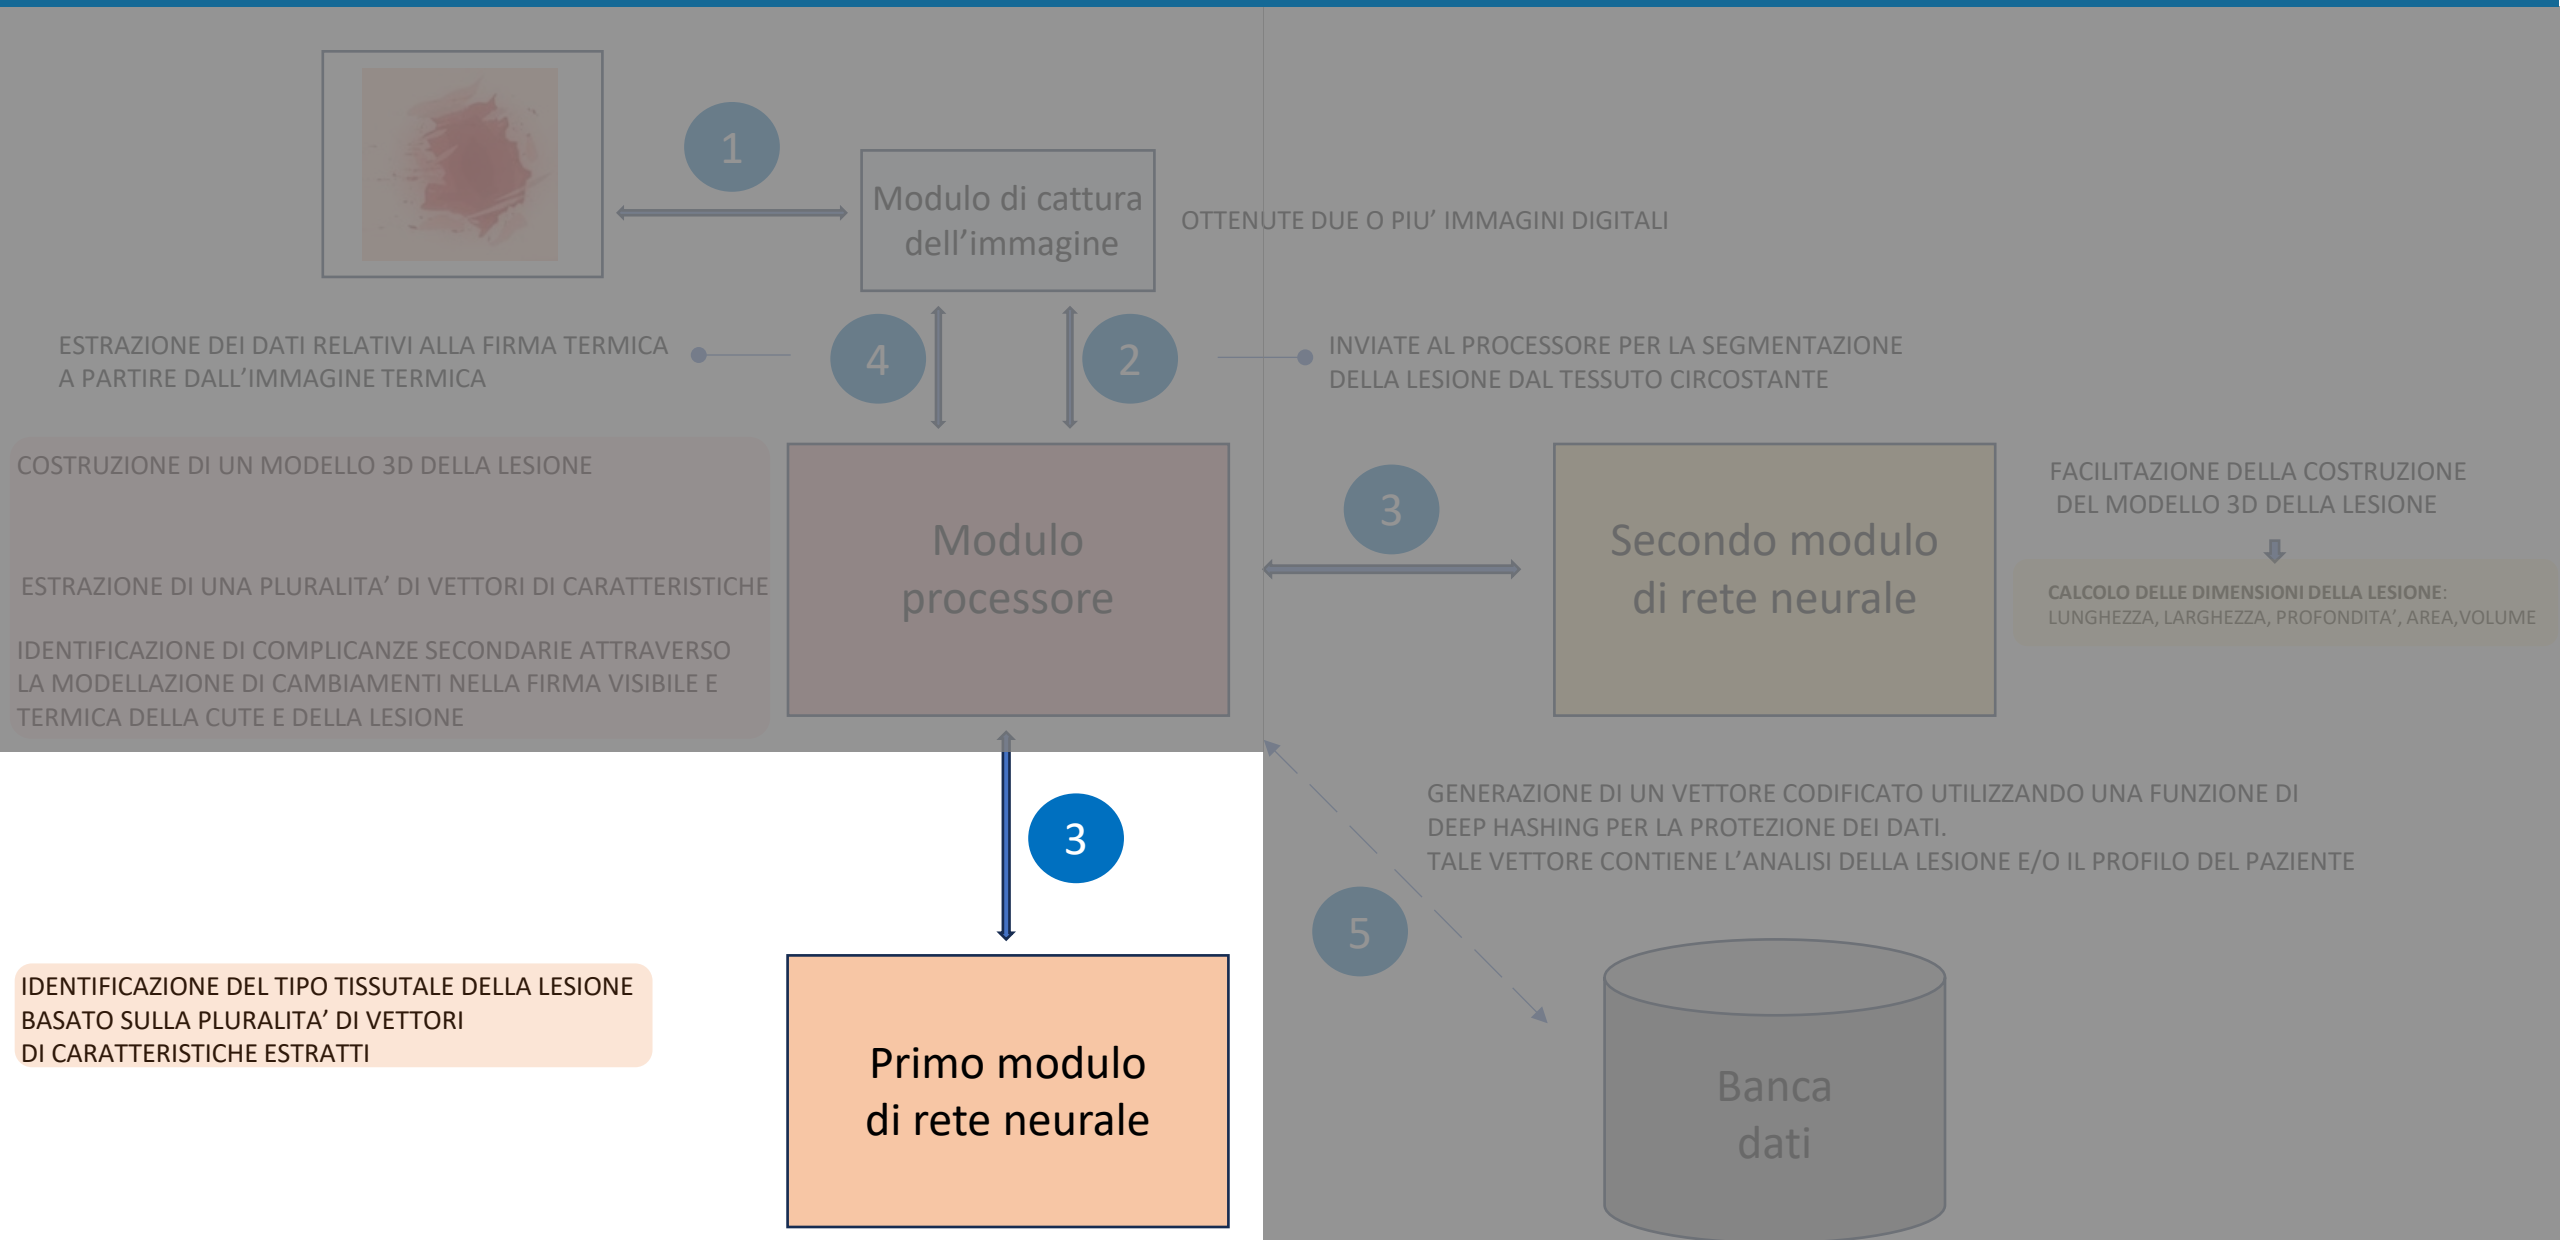 1
Modulo di cattura
dell’immagine
OTTENUTE DUE O PIU’ IMMAGINI DIGITALI
ESTRAZIONE DEI DATI RELATIVI ALLA FIRMA TERMICA
A PARTIRE DALL’IMMAGINE TERMICA
4
2
INVIATE AL PROCESSORE PER LA SEGMENTAZIONE
DELLA LESIONE DAL TESSUTO CIRCOSTANTE
COSTRUZIONE DI UN MODELLO 3D DELLA LESIONE
ESTRAZIONE DI UNA PLURALITA’ DI VETTORI DI CARATTERISTICHE
IDENTIFICAZIONE DI COMPLICANZE SECONDARIE ATTRAVERSO
LA MODELLAZIONE DI CAMBIAMENTI NELLA FIRMA VISIBILE E
TERMICA DELLA CUTE E DELLA LESIONE
Modulo
processore
3
Secondo modulo
di rete neurale
FACILITAZIONE DELLA COSTRUZIONE
DEL MODELLO 3D DELLA LESIONE
CALCOLO DELLE DIMENSIONI DELLA LESIONE:
LUNGHEZZA, LARGHEZZA, PROFONDITA’, AREA,VOLUME
3
GENERAZIONE DI UN VETTORE CODIFICATO UTILIZZANDO UNA FUNZIONE DI
DEEP HASHING PER LA PROTEZIONE DEI DATI.
TALE VETTORE CONTIENE L’ANALISI DELLA LESIONE E/O IL PROFILO DEL PAZIENTE
5
IDENTIFICAZIONE DEL TIPO TISSUTALE DELLA LESIONE
BASATO SULLA PLURALITA’ DI VETTORI
DI CARATTERISTICHE ESTRATTI
Primo modulo
di rete neurale
Banca
dati